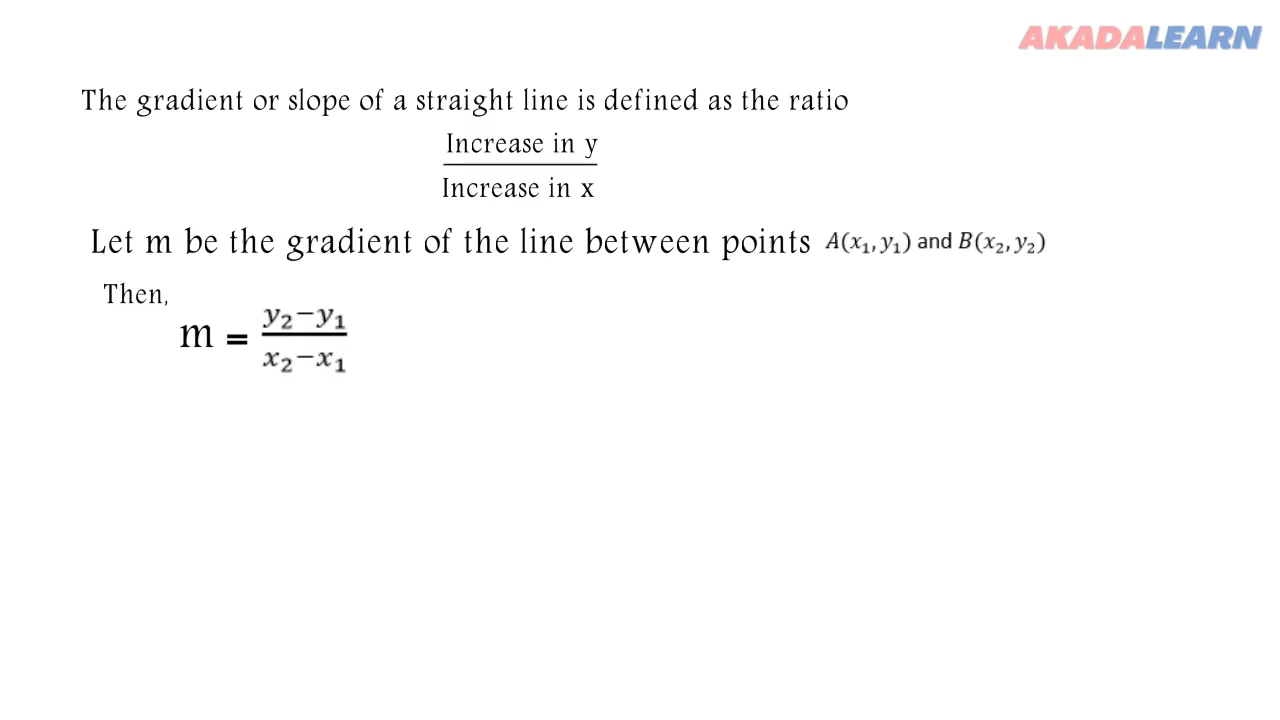 AKADALEARN
The gradient or slope of a straight line is defined as the ratio
Increase in y
Increase in x
Let m be the gradient of the line between points A(x₁, y₁) and B(x₂, y₂)
Then,
m = y₂−y₁
x₂−x₁